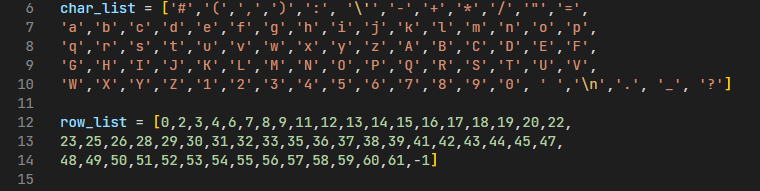 6 char_list = ['#','(',',',')',':', '\'','-','+','*','/','"','=',
7 'a','b','c','d','e','f','g','h','i','j','k','l','m','n','o','p',
8 'q','r','s','t','u','v','w','x','y','z','A','B','C','D','E','F',
9 'G','H','I','J','K','L','M','N','O','P','Q','R','S','T','U','V',
10 'W','X','Y','Z','1','2','3','4','5','6','7','8','9','0', ' ','\n','.', '_', '?']
11
12 row_list = [0,2,3,4,6,7,8,9,11,12,13,14,15,16,17,18,19,20,22,
13 23,25,26,28,29,30,31,32,33,35,36,37,38,39,41,42,43,44,45,47,
14 48,49,50,51,52,53,54,55,56,57,58,59,60,61,-1]
15